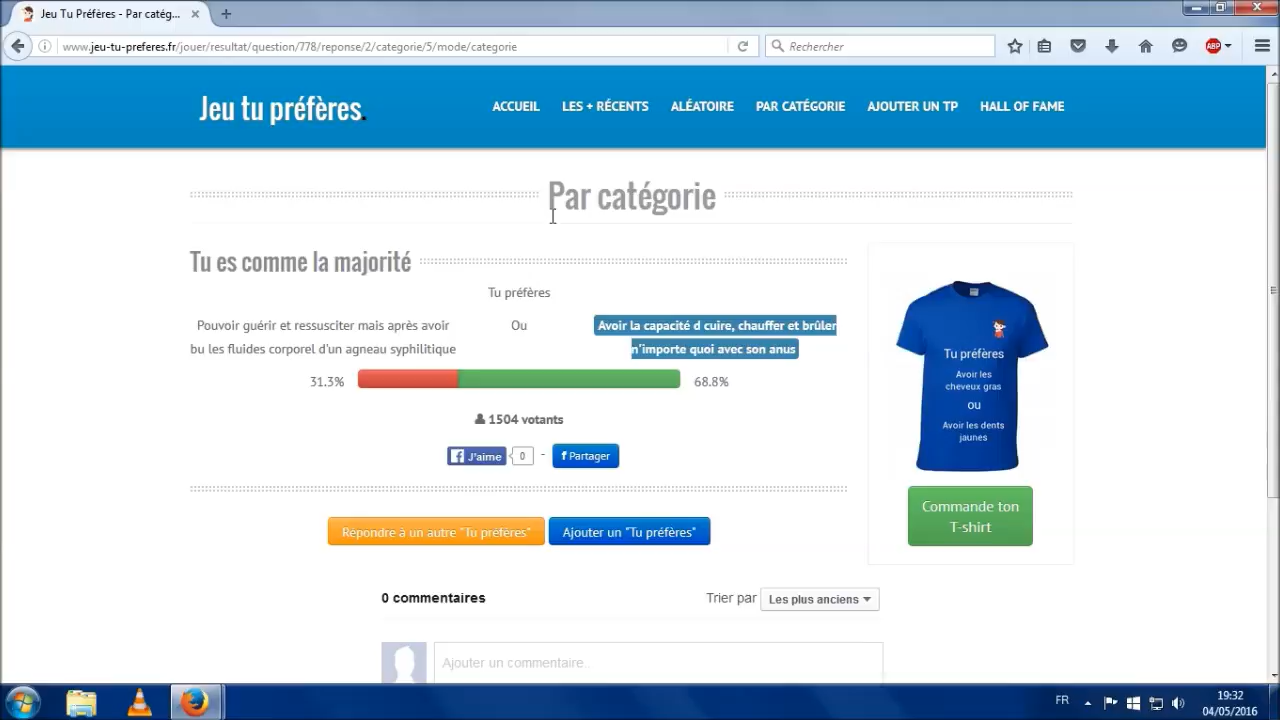 Jeu Tu Préfères - Par catég...
www.jeu-tu-preferes.fr/jouer/resultat/question/778/reponse/2/categorie/5/mode/categorie
Rechercher
ABP
Jeu tu préfères.
ACCUEIL
LES + RÉCENTS
ALÉATOIRE
PAR CATÉGORIE
AJOUTER UN TP
HALL OF FAME
Par catégorie
Tu es comme la majorité
Tu préfères
Pouvoir guérir et ressusciter mais après avoir
bu les fluides corporel d'un agneau syphilitique
Ou
Avoir la capacité d cuire, chauffer et brûler
n'importe quoi avec son anus
31.3%
68.8%
1504 votants
J'aime
0
-
f Partager
Répondre à un autre "Tu préfères"
Ajouter un "Tu préfères"
Tu préfères
Avoir les
cheveux gras
ou
Avoir les dents
jaunes
Commande ton
T-shirt
0 commentaires
Trier par
Les plus anciens
Ajouter un commentaire...
FR
19:32
04/05/2016